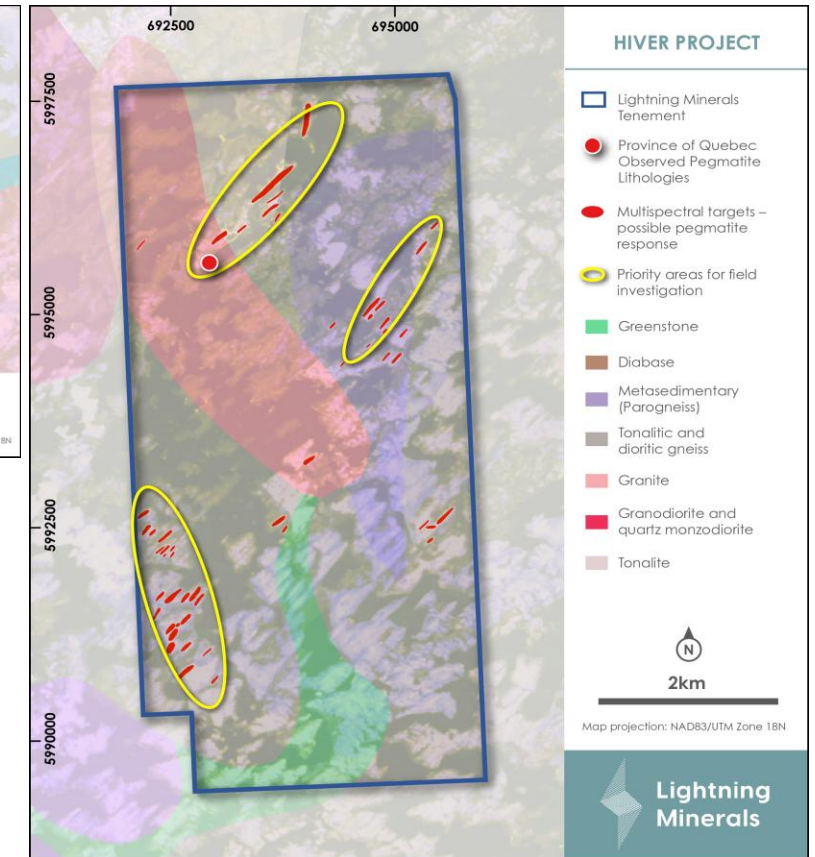 692500
695000
5997500
5995000
5992500
5990000
8N
HIVER PROJECT
Lightning Minerals
Tenement
Province of Quebec
Observed Pegmatite
Lithologies
Multispectral targets –
possible pegmatite
response
Priority areas for field
investigation
Greenstone
Diabase
Metasedimentary
(Parogneiss)
Tonalitic and
dioritic gneiss
Granite
Granodiorite and
quartz monzodiorite
Tonalite
N
2km
Map projection: NAD83/UTM Zone 18N
Lightning
Minerals